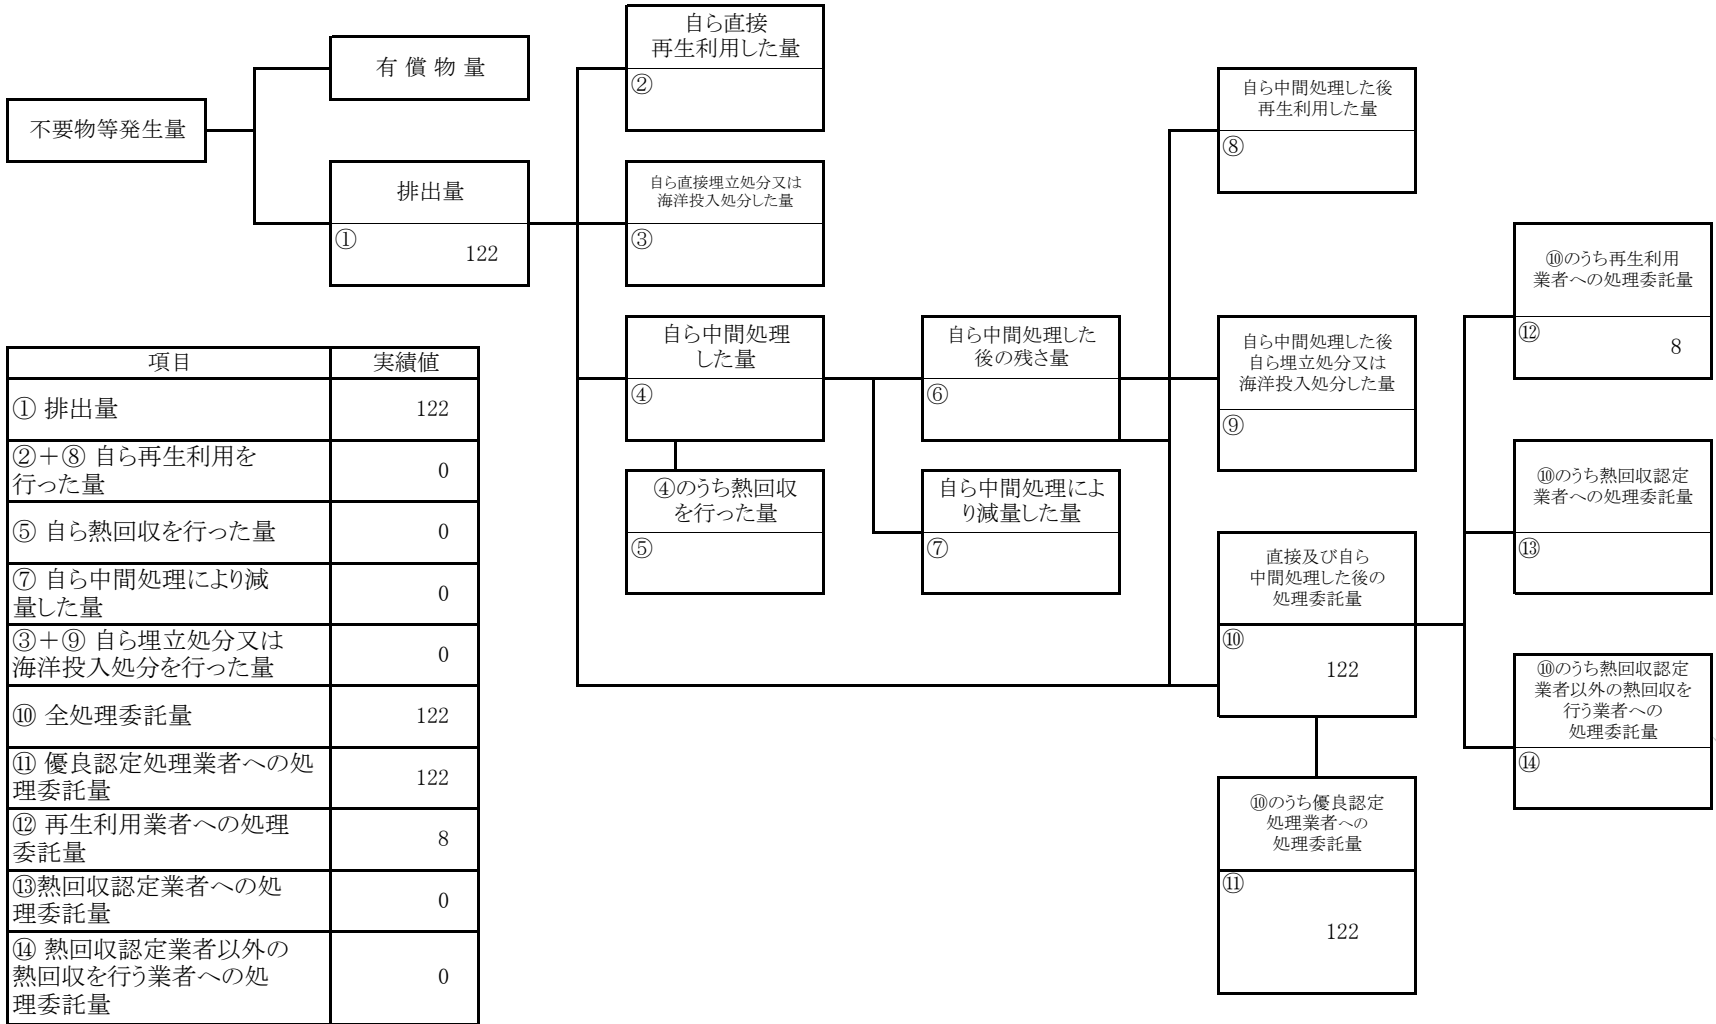 不要物等発生量
有 償 物 量
排出量
①
122
自ら直接
再生利用した量
②
自ら直接埋立処分又は
海洋投入処分した量
③
自ら中間処理
した量
④
④のうち熱回収
を行った量
⑤
自ら中間処理した
後の残さ量
⑥
自ら中間処理によ
り減量した量
⑦
自ら中間処理した後
再生利用した量
⑧
自ら中間処理した後
自ら埋立処分又は
海洋投入処分した量
⑨
直接及び自ら
中間処理した後の
処理委託量
⑩
122
⑩のうち優良認定
処理業者への
処理委託量
⑪
122
⑩のうち再生利用
業者への処理委託量
⑫
8
⑩のうち熱回収認定
業者への処理委託量
⑬
⑩のうち熱回収認定
業者以外の熱回収を
行う業者への
処理委託量
⑭
項目 実績値
① 排出量 122
②＋⑧ 自ら再生利用を
行った量 0
⑤ 自ら熱回収を行った量 0
⑦ 自ら中間処理により減
量した量 0
③＋⑨ 自ら埋立処分又は
海洋投入処分を行った量 0
⑩ 全処理委託量 122
⑪ 優良認定処理業者への処
理委託量 122
⑫ 再生利用業者への処理
委託量 8
⑬熱回収認定業者への処
理委託量 0
⑭ 熱回収認定業者以外の
熱回収を行う業者への処
理委託量 0